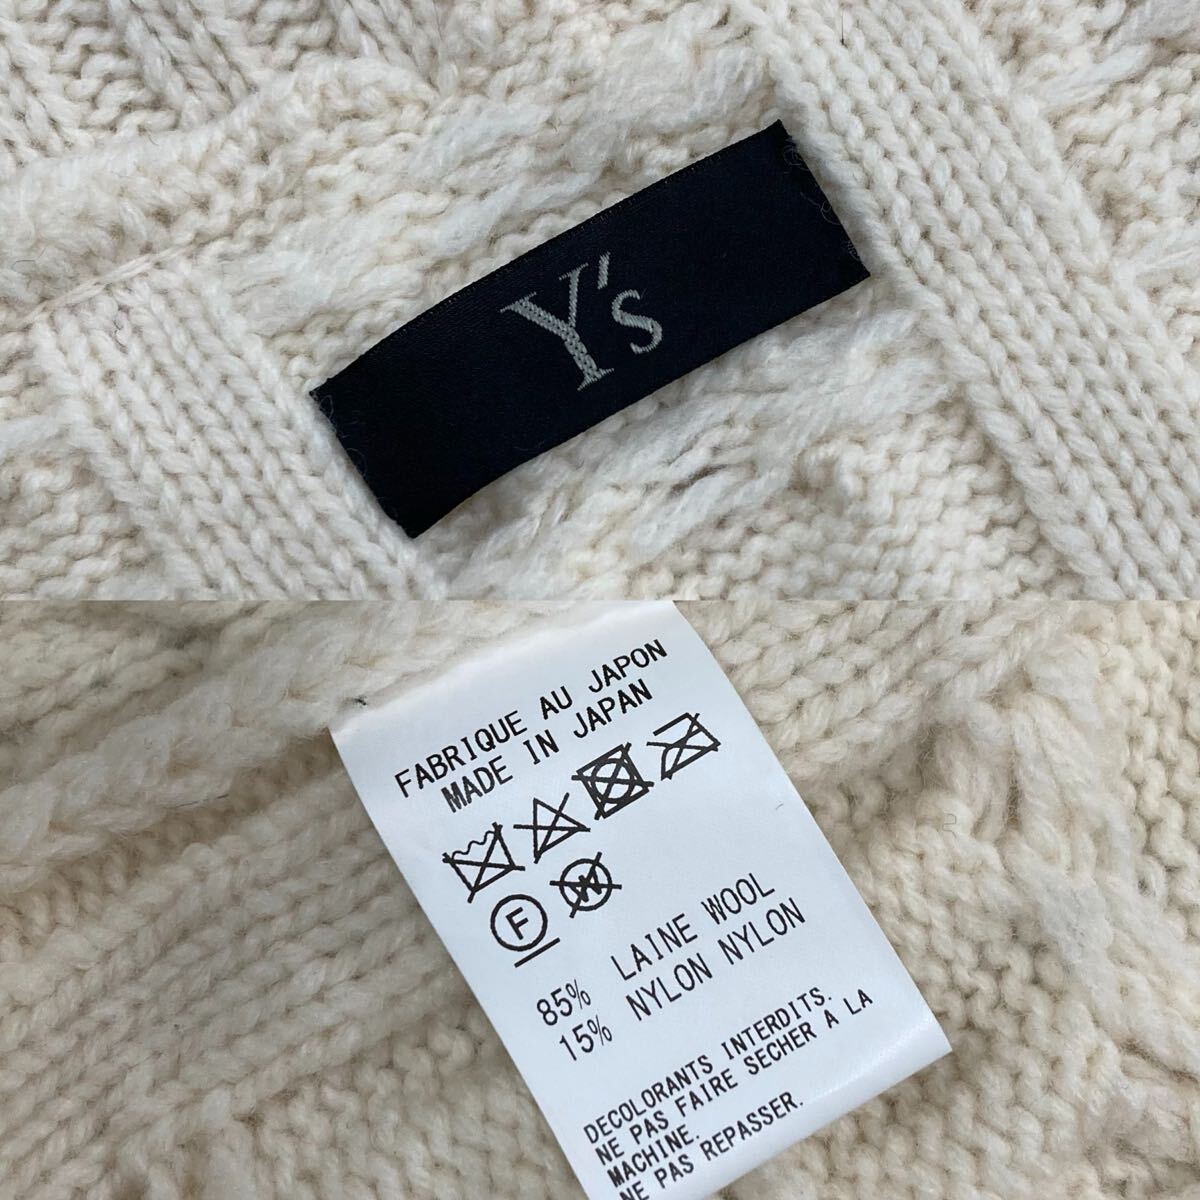 Y's
FABRIQUE AU JAPON
MADE IN JAPAN
F W
85% LAINE WOOL
15% NYLON NYLON
DECOLORANTS INTERDITS.
NE PAS FAIRE SECHER A LA
MACHINE.
NE PAS REPASSER.